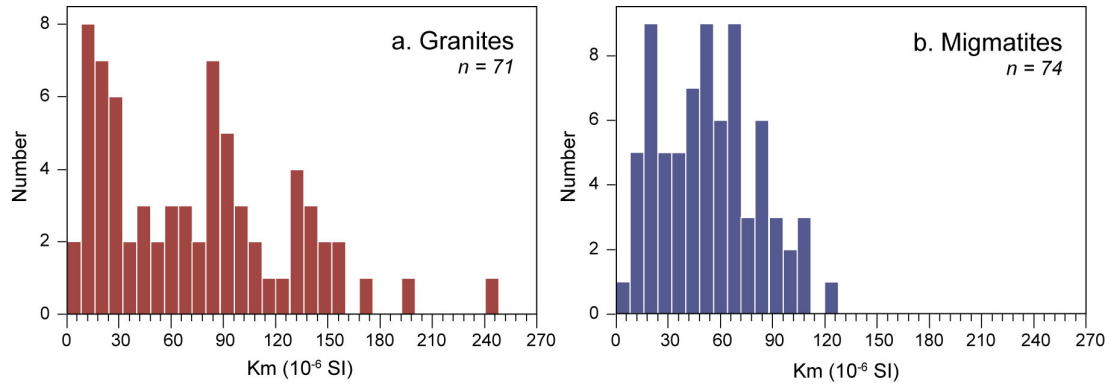 a. Granites
n = 71
Number
8
6
4
2
0
0 30 60 90 120 150 180 210 240 270
Km (10⁻⁶ SI)
b. Migmatites
n = 74
Number
8
6
4
2
0
0 30 60 90 120 150 180 210 240 270
Km (10⁻⁶ SI)